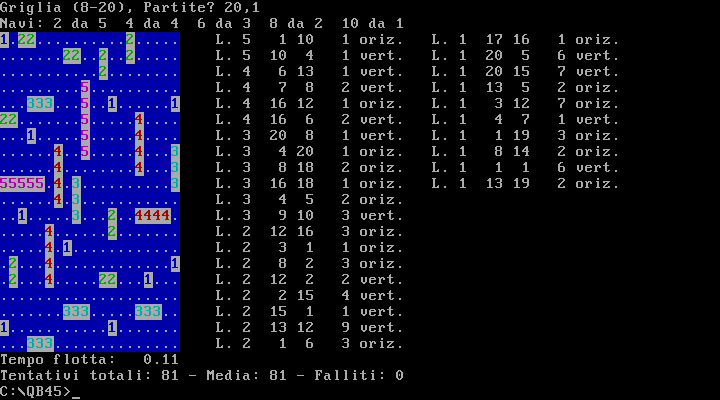 Griglia (8-20), Partite? 20,1
Navi: 2 da 5   4 da 4  6 da 3  8 da 2  10 da 1
1.22..........2.....    L. 5   1 10   1 oriz.   L. 1  17 16   1 oriz.
.......22..2..2.....    L. 5  10  4   1 vert.   L. 1  20  5   6 vert.
...........2........    L. 4   6 13   1 vert.   L. 1  20 15   7 vert.
.........5..........    L. 4   7  8   2 vert.   L. 1  13  5   2 oriz.
...333...5..1......1    L. 4  16 12   1 oriz.   L. 1   3 12   7 oriz.
22.......5.....4....    L. 4  16  6   2 vert.   L. 1   4  7   1 vert.
...1.....5.....4....    L. 3  20  8   1 vert.   L. 1   1 19   3 oriz.
......4..5.....4...3    L. 3   4 20   1 oriz.   L. 1   8 14   2 oriz.
......4........4...3    L. 3   8 18   2 oriz.   L. 1   1  1   6 vert.
55555.4.3..........3    L. 3  16 18   1 oriz.   L. 1  13 19   2 oriz.
......4.3...........    L. 3   4  5   2 oriz.
..1.....3...2..4444.    L. 3   9 10   3 vert.
.....4......2.......    L. 2  12 16   3 oriz.
.....4.1............    L. 2   3  1   1 oriz.
.2...4..............    L. 2   8  2   3 oriz.
.2...4.....22...1...    L. 2  12  2   2 vert.
....................    L. 2   2 15   4 vert.
.......333.....333..    L. 2  15  1   1 vert.
1...........1.......    L. 2  13 12   9 vert.
...333..............    L. 2   1  6   3 oriz.
Tempo flotta:   0.11
Tentativi totali: 81 - Media: 81 - Falliti: 0
C:\QB45>_